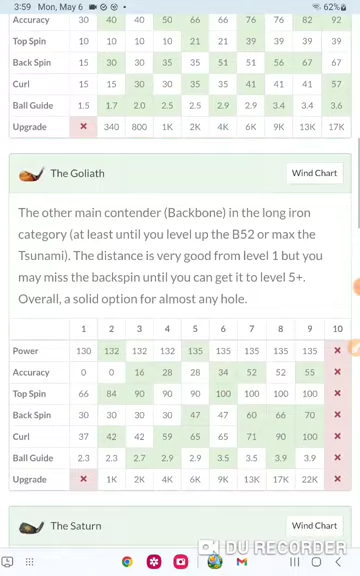 3:59 Mon, May 6 62%
Accuracy 30 40 40 50 66 66 76 76 82 92
Top Spin 10 10 10 10 21 21 39 39 39 39
Back Spin 15 30 30 35 35 51 51 56 67 67
Curl 15 15 30 30 35 35 41 41 41 57
Ball Guide 1.5 1.7 2.0 2.5 2.5 2.9 2.9 3.4 3.4 3.6
Upgrade × 340 800 1K 2K 4K 6K 9K 13K 17K
The Goliath Wind Chart
The other main contender (Backbone) in the long iron
category (at least until you level up the B52 or max the
Tsunami). The distance is very good from level 1 but you
may miss the backspin until you can get it to level 5+.
Overall, a solid option for almost any hole.
1 2 3 4 5 6 7 8 9 10
Power 130 132 132 132 135 135 135 135 135 ×
Accuracy 0 0 16 28 28 34 52 52 55 ×
Top Spin 66 84 90 90 90 100 100 100 100 ×
Back Spin 30 30 30 30 47 47 60 66 70 ×
Curl 37 42 42 59 65 65 71 90 100 ×
Ball Guide 2.3 2.3 2.7 2.9 2.9 3.5 3.5 3.9 3.9 ×
Upgrade × 1K 2K 4K 6K 9K 13K 17K 22K ×
The Saturn Wind Chart
DU RECORDER